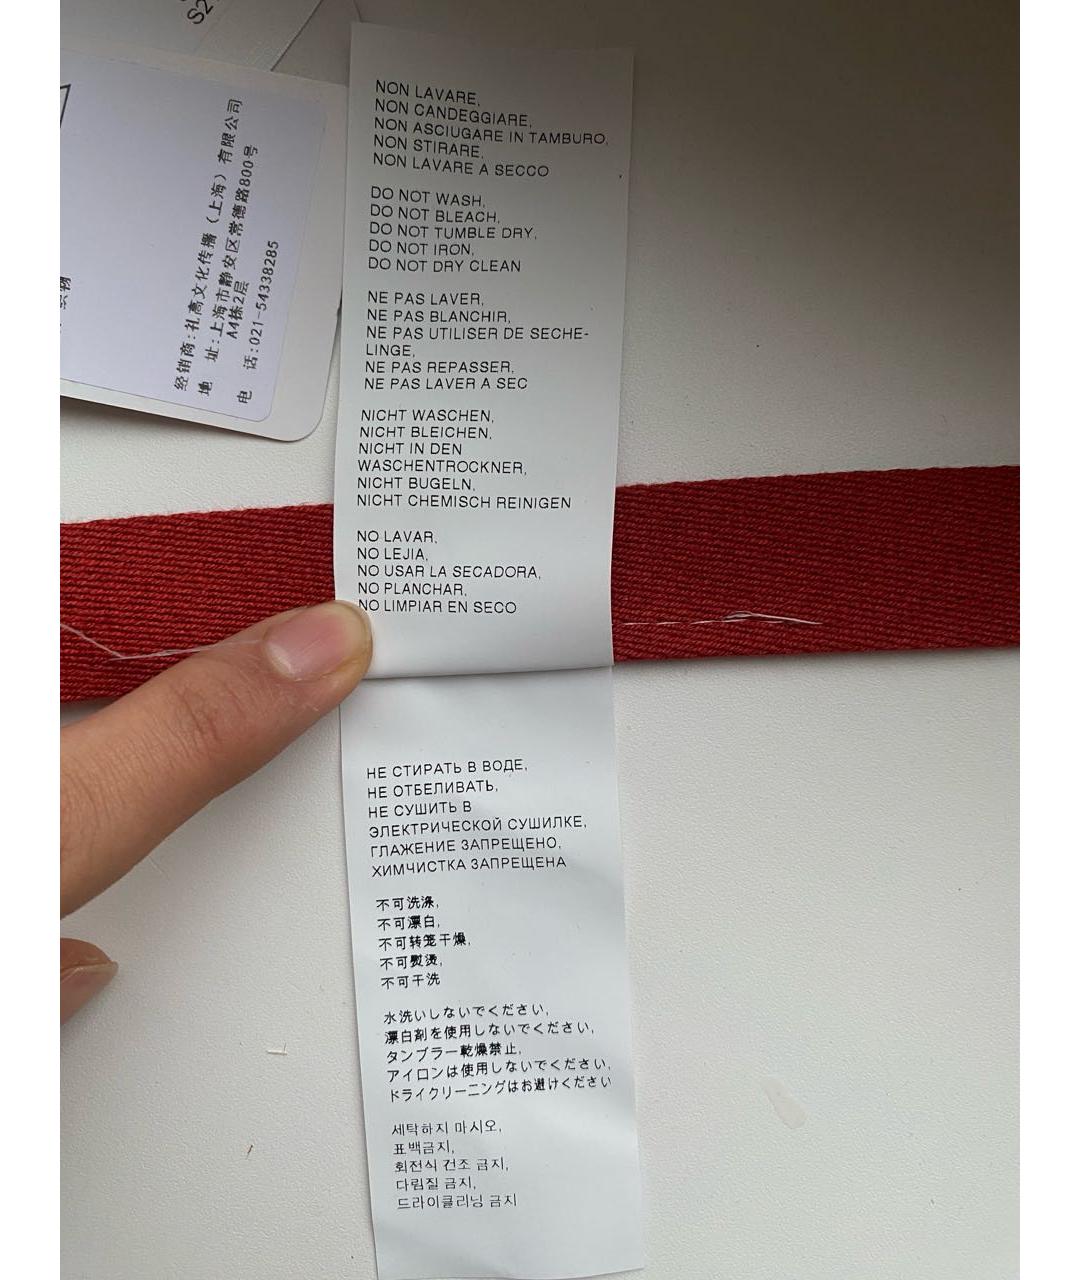 S2
经销商:礼高文化传播（上海）有限公司
地 址:上海市静安区常德路800号
A4栋2层
电 话:021-54338285
NON LAVARE,
NON CANDEGGIARE,
NON ASCIUGARE IN TAMBURO,
NON STIRARE,
NON LAVARE A SECCO
DO NOT WASH,
DO NOT BLEACH,
DO NOT TUMBLE DRY,
DO NOT IRON,
DO NOT DRY CLEAN
NE PAS LAVER,
NE PAS BLANCHIR,
NE PAS UTILISER DE SECHE-
LINGE,
NE PAS REPASSER,
NE PAS LAVER A SEC
NICHT WASCHEN,
NICHT BLEICHEN,
NICHT IN DEN
WASCHENTROCKNER,
NICHT BUGELN,
NICHT CHEMISCH REINIGEN
NO LAVAR,
NO LEJIA,
NO USAR LA SECADORA,
NO PLANCHAR,
NO LIMPIAR EN SECO
НЕ СТИРАТЬ В ВОДЕ,
НЕ ОТБЕЛИВАТЬ,
НЕ СУШИТЬ В
ЭЛЕКТРИЧЕСКОЙ СУШИЛКЕ,
ГЛАЖЕНИЕ ЗАПРЕЩЕНО,
ХИМЧИСТКА ЗАПРЕЩЕНА
不可洗涤,
不可漂白,
不可转笼干燥,
不可熨烫,
不可干洗
水洗いしないでください,
漂白剤を使用しないでください,
タンブラー乾燥禁止,
アイロンは使用しないでください,
ドライクリーニングはお避けください
세탁하지 마시오,
표백금지,
회전식 건조 금지,
다림질 금지,
드라이클리닝 금지